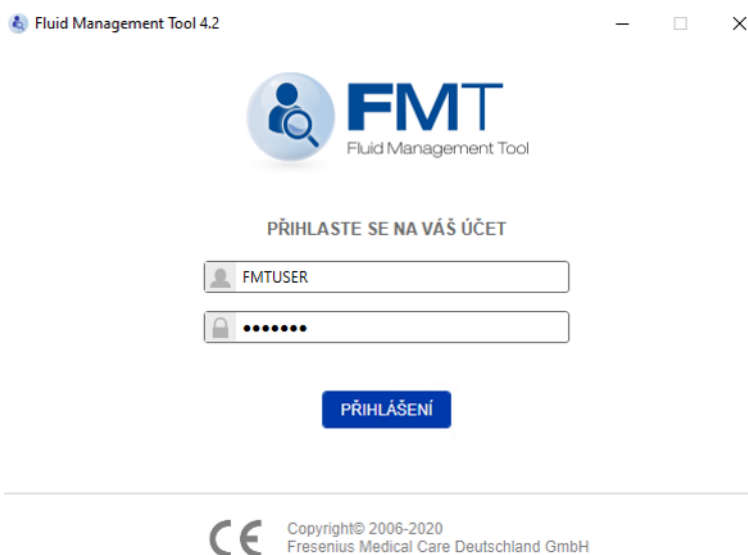 Fluid Management Tool 4.2
FMT
Fluid Management Tool
PŘIHLASTE SE NA VÁŠ ÚČET
FMTUSER
•••••••
PŘIHLÁŠENÍ
CE
Copyright© 2006-2020
Fresenius Medical Care Deutschland GmbH